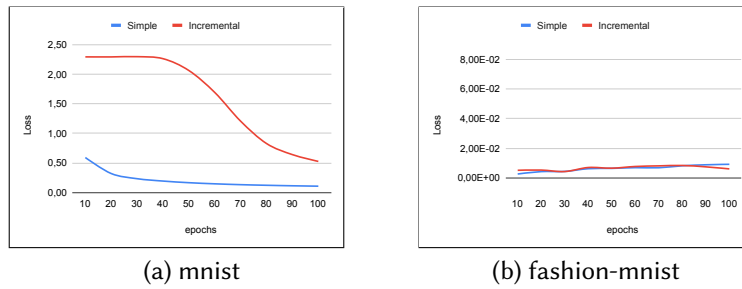 Simple Incremental
2,50
2,00
1,50
1,00
0,50
0,00
Loss
10 20 30 40 50 60 70 80 90 100
epochs
(a) mnist
Simple Incremental
8,00E-02
6,00E-02
4,00E-02
2,00E-02
0,00E+00
Loss
10 20 30 40 50 60 70 80 90 100
epochs
(b) fashion-mnist